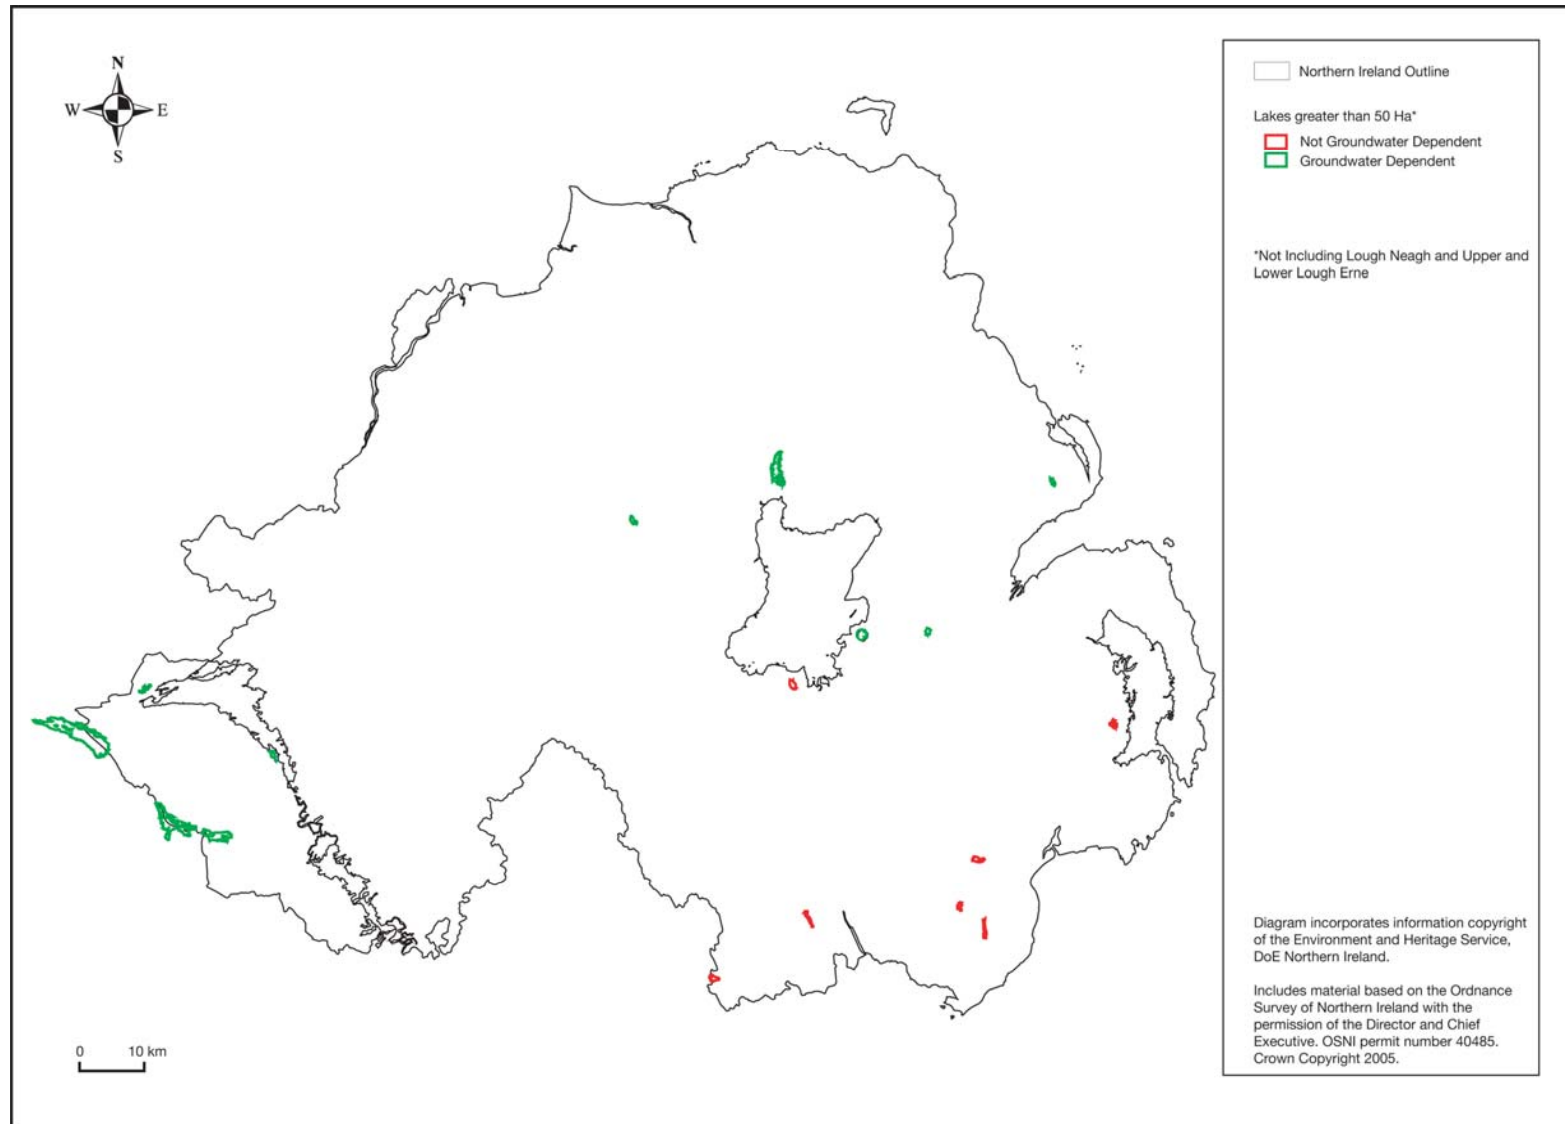 N
W E
S
Northern Ireland Outline
Lakes greater than 50 Ha*
Not Groundwater Dependent
Groundwater Dependent
*Not Including Lough Neagh and Upper and
Lower Lough Erne
Diagram incorporates information copyright
of the Environment and Heritage Service,
DoE Northern Ireland.
Includes material based on the Ordnance
Survey of Northern Ireland with the
permission of the Director and Chief
Executive. OSNI permit number 40485.
Crown Copyright 2005.
0 10 km